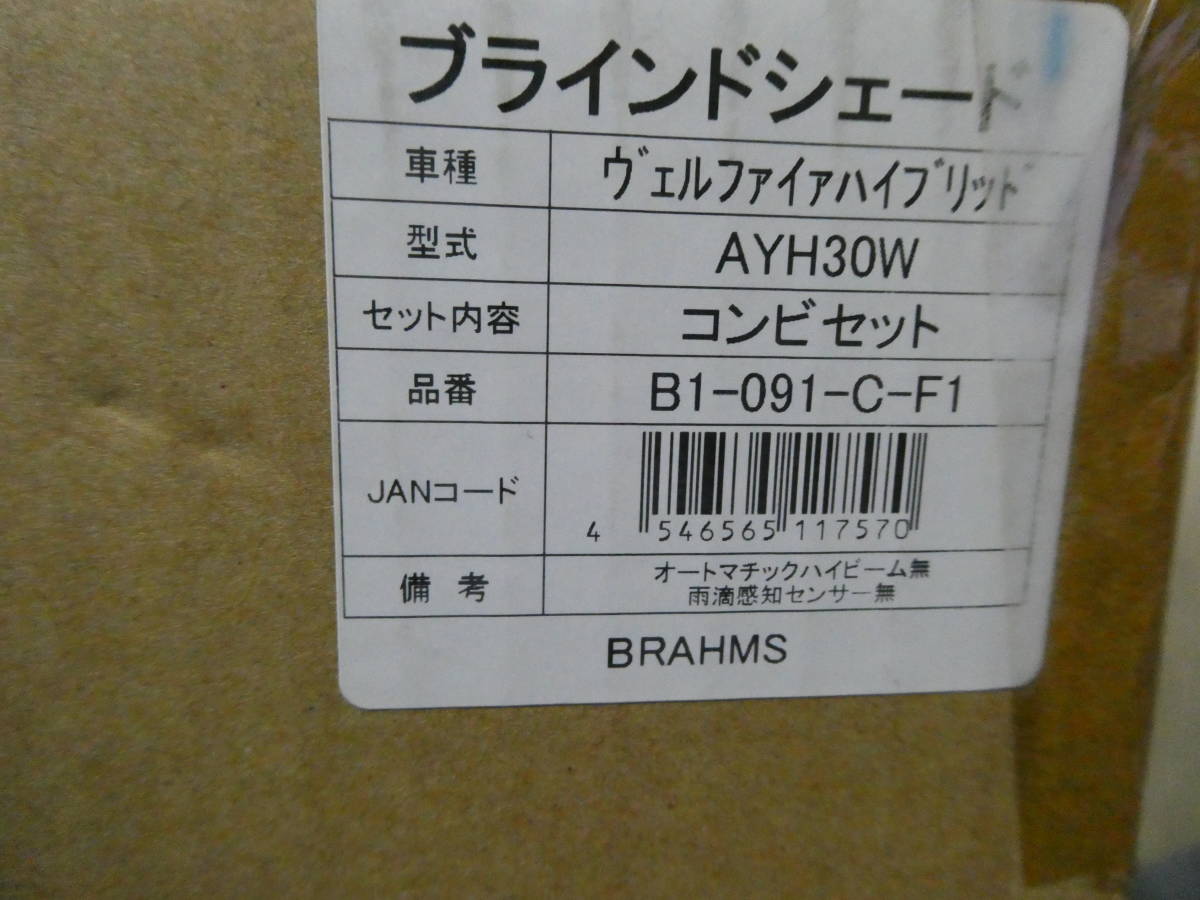 ブラインドシェード
車種 ヴェルファイァハイブリッド
型式 AYH30W
セット内容 コンビセット
品番 B1-091-C-F1
JANコード 4 546565 117570
備考 オートマチックハイビーム無
雨滴感知センサー無
BRAHMS